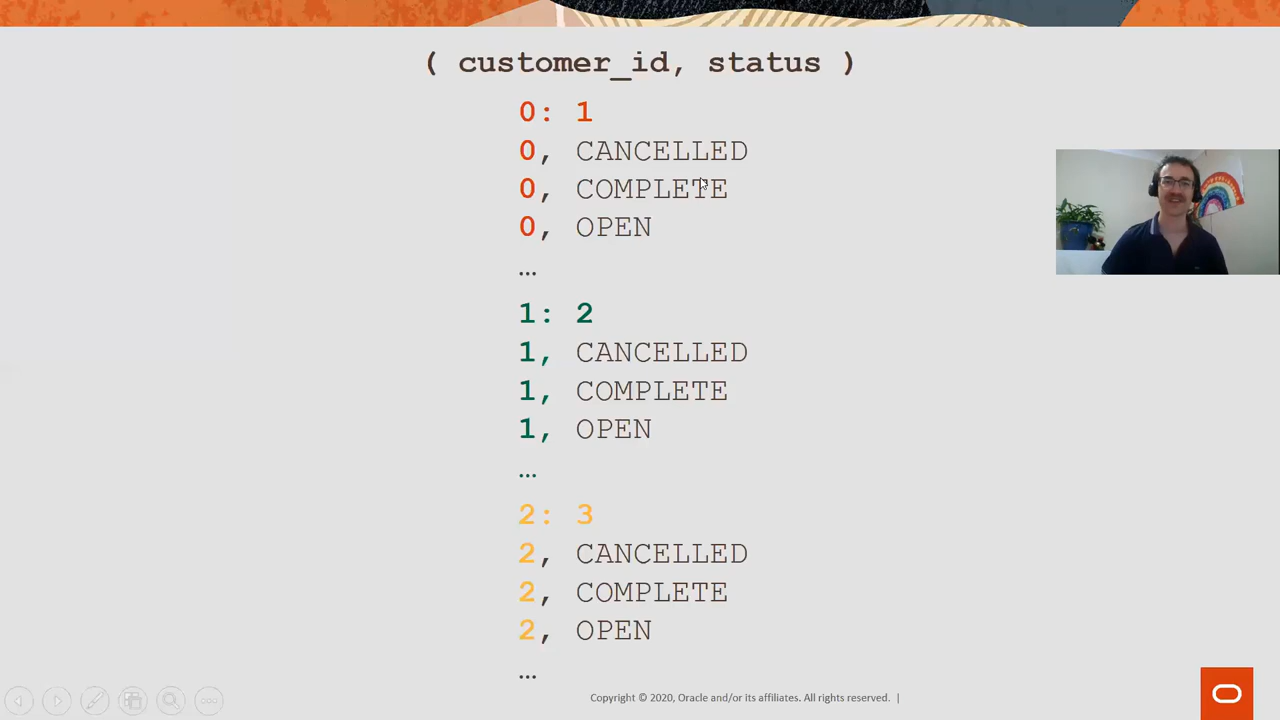 ( customer_id, status )
0: 1
0, CANCELLED
0, COMPLETE
0, OPEN
…
1: 2
1, CANCELLED
1, COMPLETE
1, OPEN
…
2: 3
2, CANCELLED
2, COMPLETE
2, OPEN
…
Copyright © 2020, Oracle and/or its affiliates. All rights reserved. |